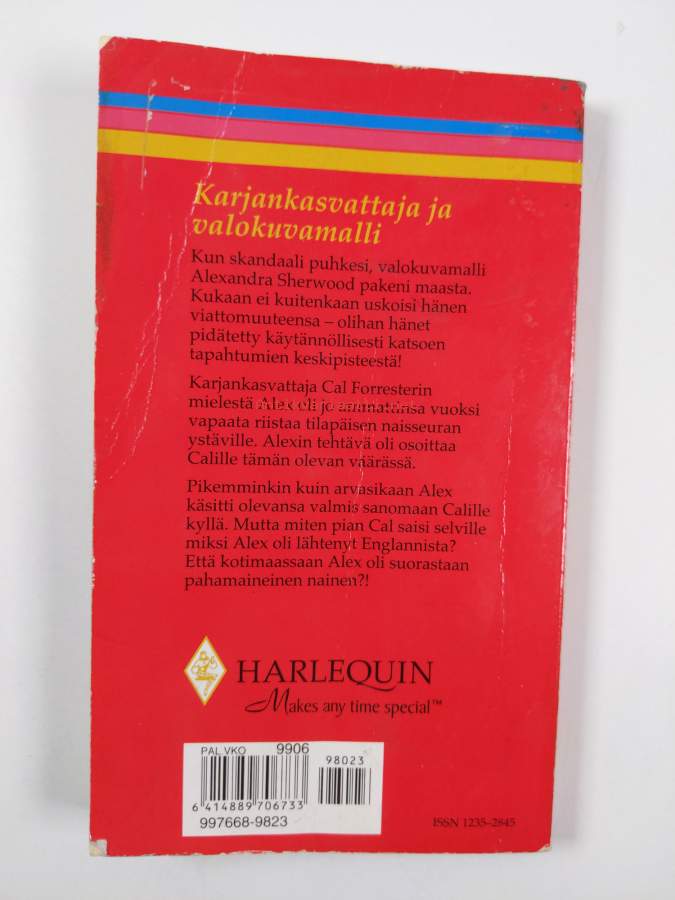 Karjankasvattaja ja
valokuvamalli
Kun skandaali puhkesi, valokuvamalli
Alexandra Sherwood pakeni maasta.
Kukaan ei kuitenkaan uskoisi hänen
viattomuuteensa – olihan hänet
pidätetty käytännöllisesti katsoen
tapahtumien keskipisteestä!
Karjankasvattaja Cal Forresterin
mielestä Alex oli jo ammattinsa vuoksi
vapaata riistaa tilapäisen naisseuran
ystäville. Alexin tehtävä oli osoittaa
Calille tämän olevan väärässä.
Pikemminkin kuin arvasikaan Alex
käsitti olevansa valmis sanomaan Calille
kyllä. Mutta miten pian Cal saisi selville
miksi Alex oli lähtenyt Englannista?
Että kotimaassaan Alex oli suorastaan
pahamaineinen nainen?!
HARLEQUIN
Makes any time special™
PAL.VKO 9906
98023
6 414889 706733
997668-9823
ISSN 1235-2845